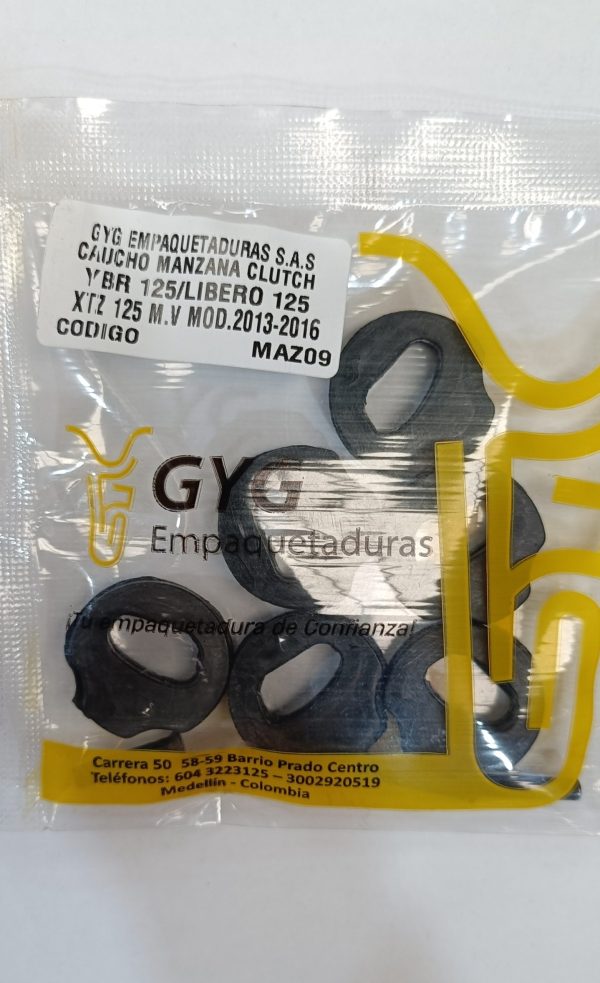 GYG EMPAQUETADURAS S.A.S
CAUCHO MANZANA CLUTCH
YBR 125/LIBERO 125
XTZ 125 M.V MOD.2013-2016
CODIGO MAZ09
GYG
Empaquetaduras
¡Tu empaquetadura de Confianza!
Carrera 50 58-59 Barrio Prado Centro
Teléfonos: 604 3223125 – 3002920519
Medellín - Colombia